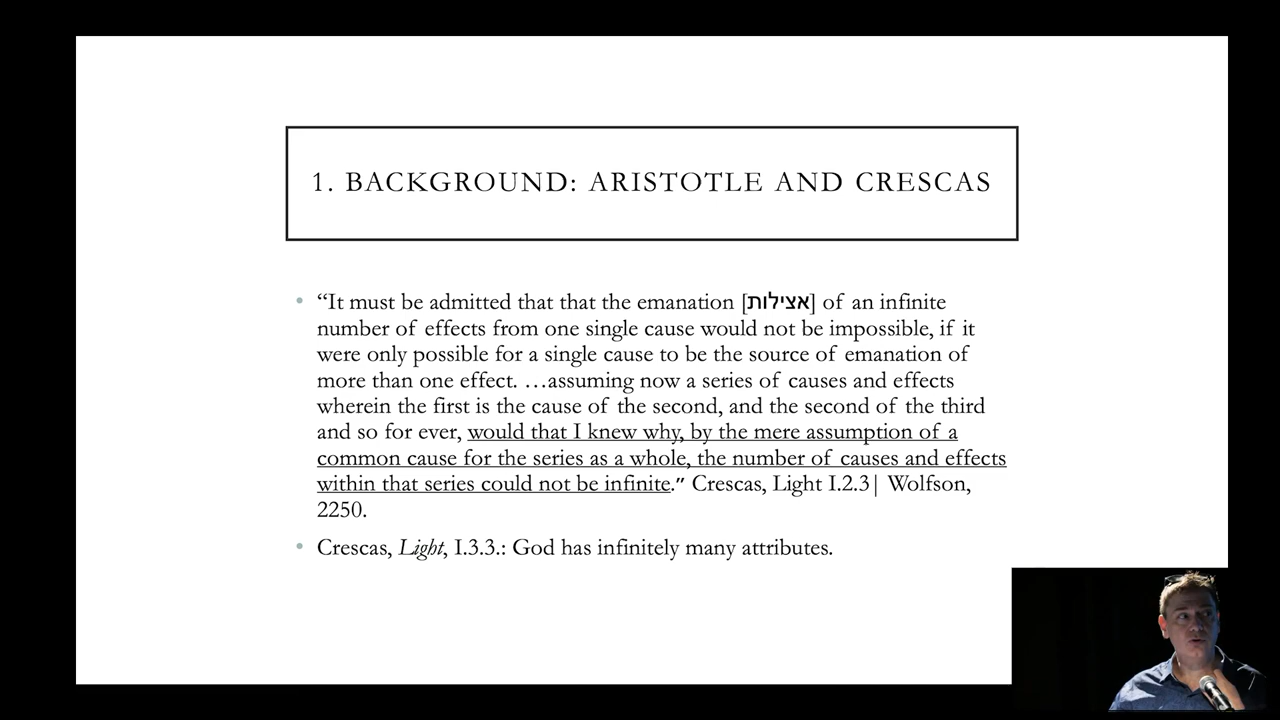 1. BACKGROUND: ARISTOTLE AND CRESCAS
• “It must be admitted that that the emanation [אצילות] of an infinite
number of effects from one single cause would not be impossible, if it
were only possible for a single cause to be the source of emanation of
more than one effect. …assuming now a series of causes and effects
wherein the first is the cause of the second, and the second of the third
and so for ever, would that I knew why, by the mere assumption of a
common cause for the series as a whole, the number of causes and effects
within that series could not be infinite.” Crescas, Light I.2.3| Wolfson,
2250.
• Crescas, Light, I.3.3.: God has infinitely many attributes.